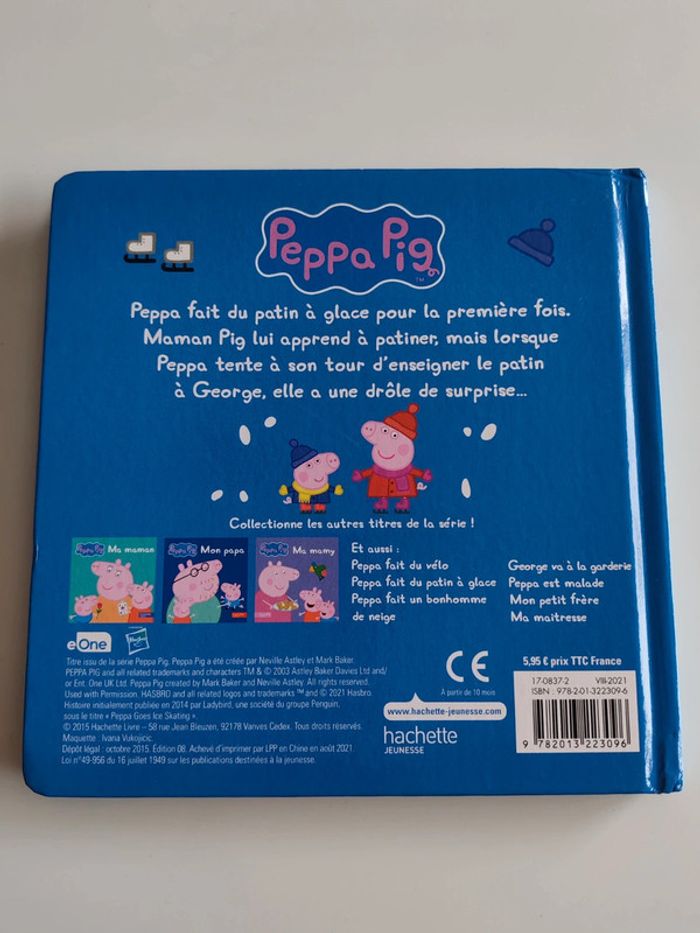 Peppa Pig
TM
Peppa fait du patin à glace pour la première fois.
Maman Pig lui apprend à patiner, mais lorsque
Peppa tente à son tour d'enseigner le patin
à George, elle a une drôle de surprise...
Collectionne les autres titres de la série !
Peppa Pig Ma maman
Peppa Pig Mon papa
Peppa Pig Ma mamy
Et aussi :
Peppa fait du vélo
Peppa fait du patin à glace
Peppa fait un bonhomme
de neige
George va à la garderie
Peppa est malade
Mon petit frère
Ma maitresse
eOne
Hasbro
Titre issu de la série Peppa Pig. Peppa Pig a été créée par Neville Astley et Mark Baker.
PEPPA PIG and all related trademarks and characters TM & © 2003 Astley Baker Davies Ltd and/
or Ent. One UK Ltd. Peppa Pig created by Mark Baker and Neville Astley. All rights reserved.
Used with Permission. HASBRO and all related logos and trademarks ™ and © 2021 Hasbro.
Histoire initialement publiée en 2014 par Ladybird, une société du groupe Penguin,
sous le titre « Peppa Goes Ice Skating ».
© 2015 Hachette Livre – 58 rue Jean Bleuzen, 92178 Vanves Cedex. Tous droits réservés.
Maquette : Ivana Vukojicic.
Dépôt légal : octobre 2015. Edition 08. Achevé d'imprimer par LPP en Chine en août 2021.
Loi n°49-956 du 16 juillet 1949 sur les publications destinées à la jeunesse.
CE
À partir de 10 mois
www.hachette-jeunesse.com
hachette
JEUNESSE
5,95 € prix TTC France
17-0837-2 VIII-2021
ISBN : 978-2-01-322309-6
9 782013 223096